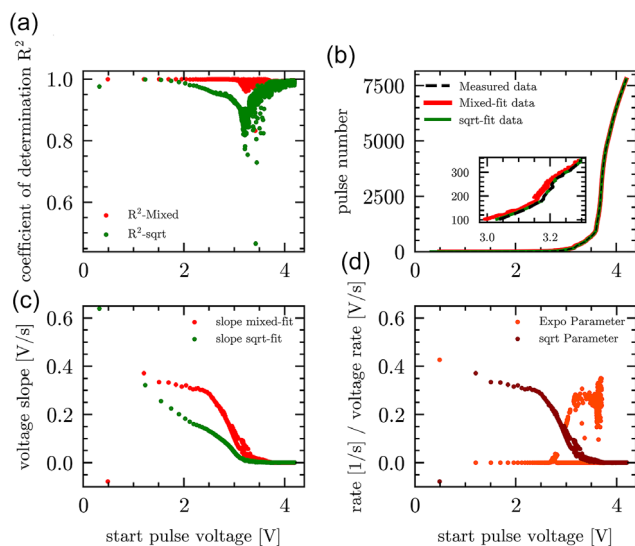 (a)
coefficient of determination R²
1.0
0.8
0.6
R²-Mixed
R²-sqrt
0
2
4
(b)
pulse number
7500
5000
2500
0
Measured data
Mixed-fit data
sqrt-fit data
300
200
100
3.0
3.2
0
2
4
(c)
voltage slope [V/s]
0.6
0.4
0.2
0.0
slope mixed-fit
slope sqrt-fit
0
2
4
start pulse voltage [V]
(d)
rate [1/s] / voltage rate [V/s]
0.6
0.4
0.2
0.0
Expo Parameter
sqrt Parameter
0
2
4
start pulse voltage [V]